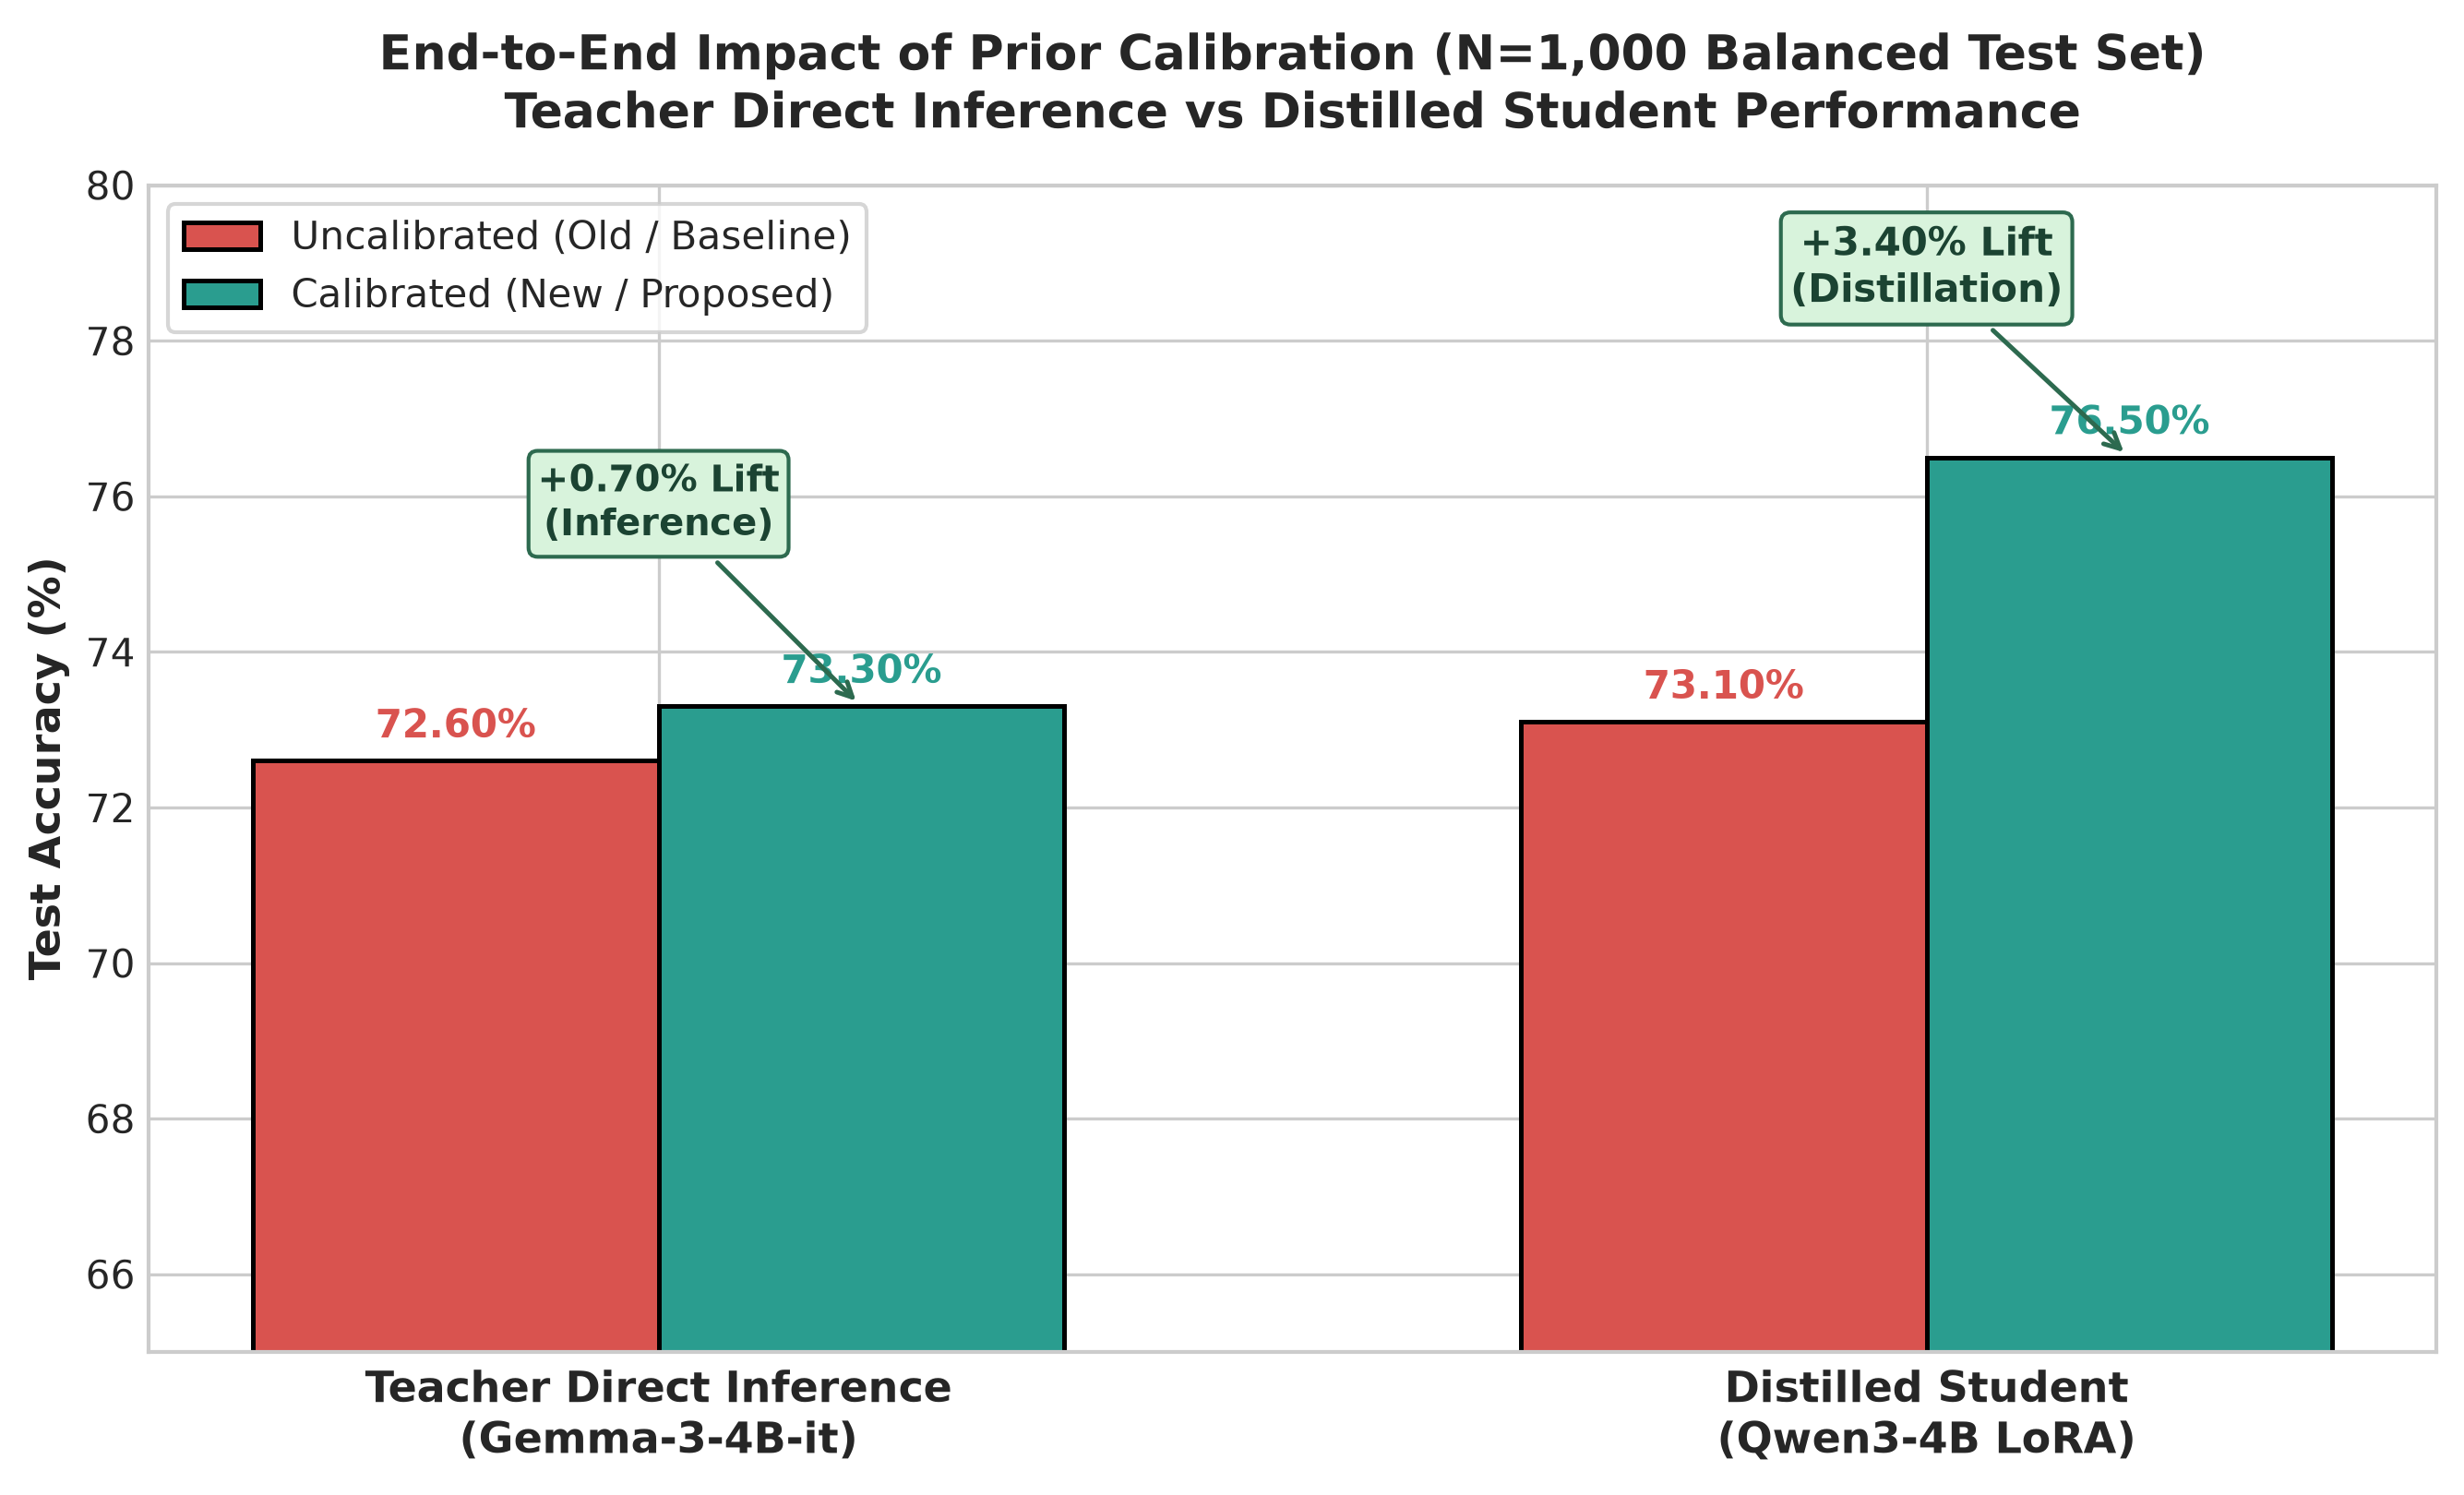 End-to-End Impact of Prior Calibration (N=1,000 Balanced Test Set)
Teacher Direct Inference vs Distilled Student Performance
Test Accuracy (%)
80
78
76
74
72
70
68
66
Uncalibrated (Old / Baseline)
Calibrated (New / Proposed)
+0.70% Lift
(Inference)
+3.40% Lift
(Distillation)
72.60%
73.30%
73.10%
76.50%
Teacher Direct Inference
(Gemma-3-4B-it)
Distilled Student
(Qwen3-4B LoRA)